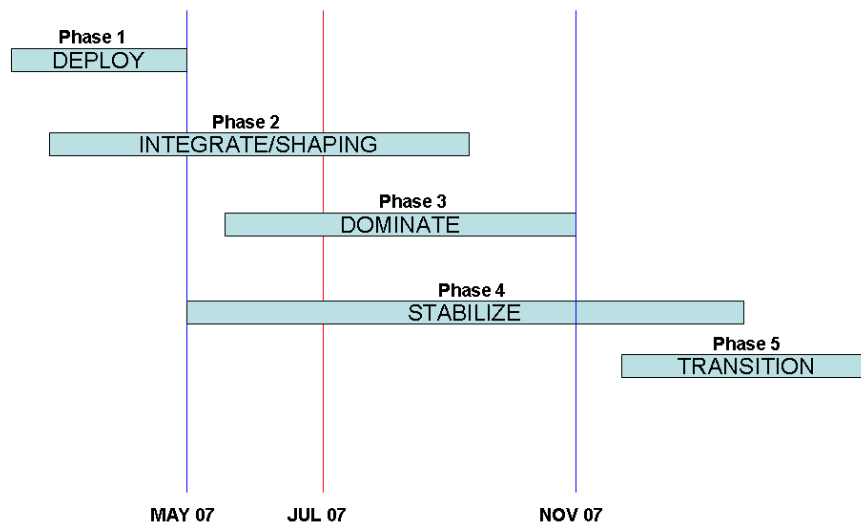 Phase 1
DEPLOY
Phase 2
INTEGRATE/SHAPING
Phase 3
DOMINATE
Phase 4
STABILIZE
Phase 5
TRANSITION
MAY 07 JUL 07 NOV 07